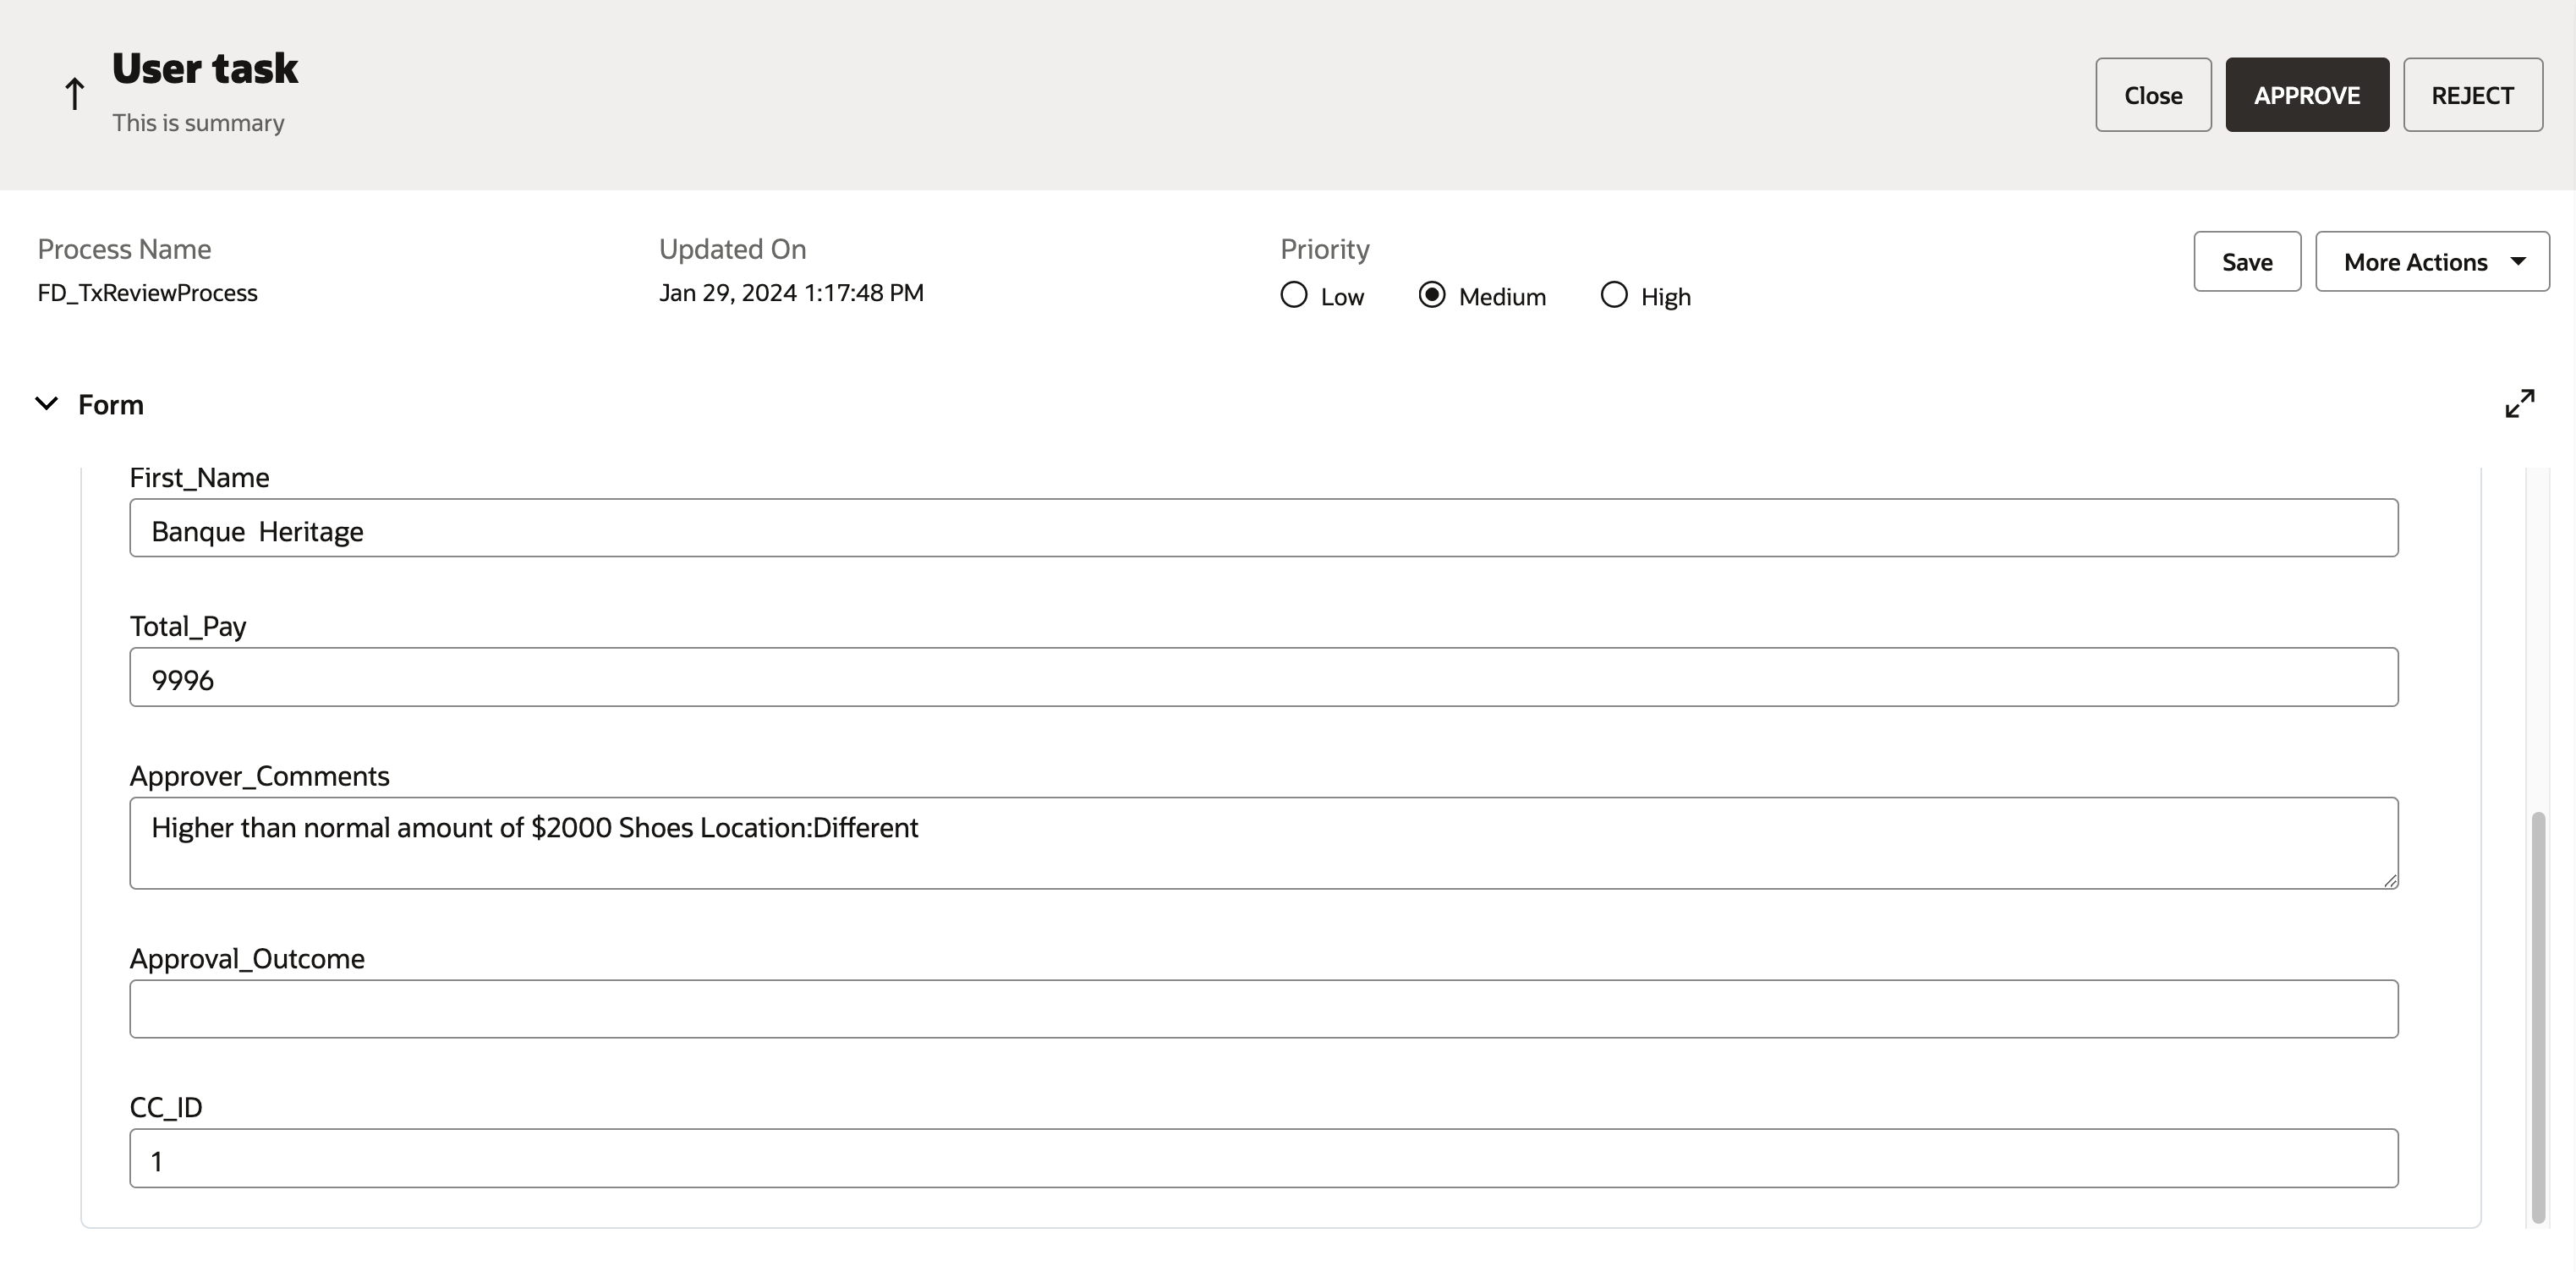 User task
This is summary
Close
APPROVE
REJECT
Process Name
FD_TxReviewProcess
Updated On
Jan 29, 2024 1:17:48 PM
Priority
Low
Medium
High
Save
More Actions
Form
First_Name
Banque  Heritage
Total_Pay
9996
Approver_Comments
Higher than normal amount of $2000 Shoes Location:Different
Approval_Outcome
CC_ID
1